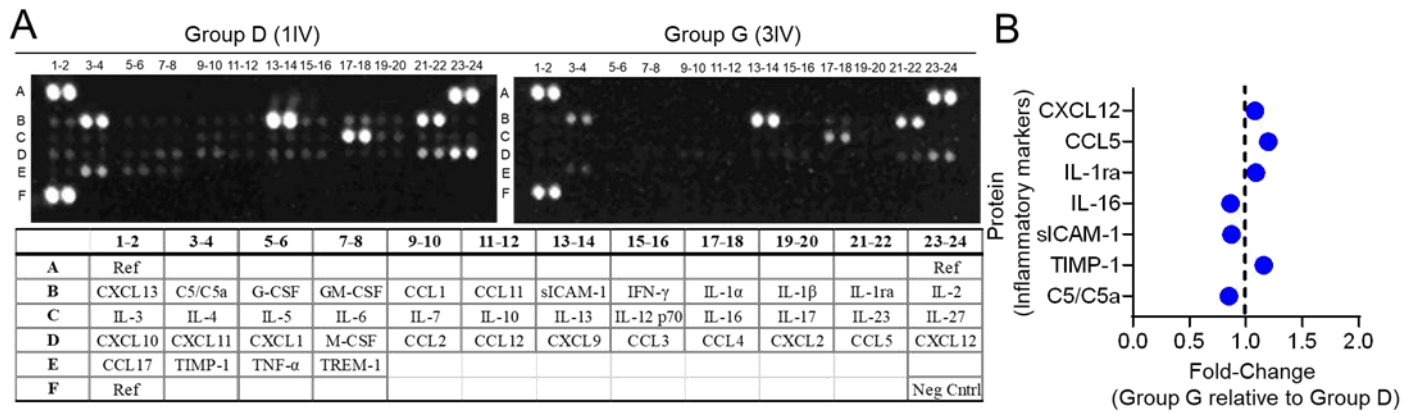 A
B
Group D (1IV)
Group G (3IV)
1-2 3-4 5-6 7-8 9-10 11-12 13-14 15-16 17-18 19-20 21-22 23-24
1-2 3-4 5-6 7-8 9-10 11-12 13-14 15-16 17-18 19-20 21-22 23-24
A
B
C
D
E
F
A
B
C
D
E
F
1-2 3-4 5-6 7-8 9-10 11-12 13-14 15-16 17-18 19-20 21-22 23-24
A Ref Ref
B CXCL13 C5/C5a G-CSF GM-CSF CCL1 CCL11 sICAM-1 IFN-γ IL-1α IL-1β IL-1ra IL-2
C IL-3 IL-4 IL-5 IL-6 IL-7 IL-10 IL-13 IL-12 p70 IL-16 IL-17 IL-23 IL-27
D CXCL10 CXCL11 CXCL1 M-CSF CCL2 CCL12 CXCL9 CCL3 CCL4 CXCL2 CCL5 CXCL12
E CCL17 TIMP-1 TNF-α TREM-1
F Ref Neg Cntrl
Protein
(Inflammatory markers)
CXCL12
CCL5
IL-1ra
IL-16
sICAM-1
TIMP-1
C5/C5a
0.0 0.5 1.0 1.5 2.0
Fold-Change
(Group G relative to Group D)